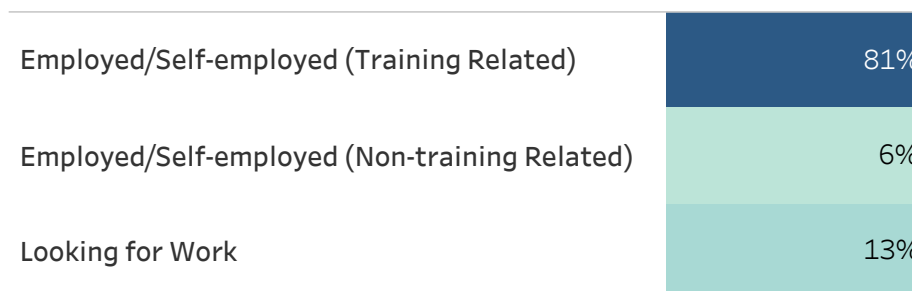 Employed/Self-employed (Training Related) 81%
Employed/Self-employed (Non-training Related) 6%
Looking for Work 13%